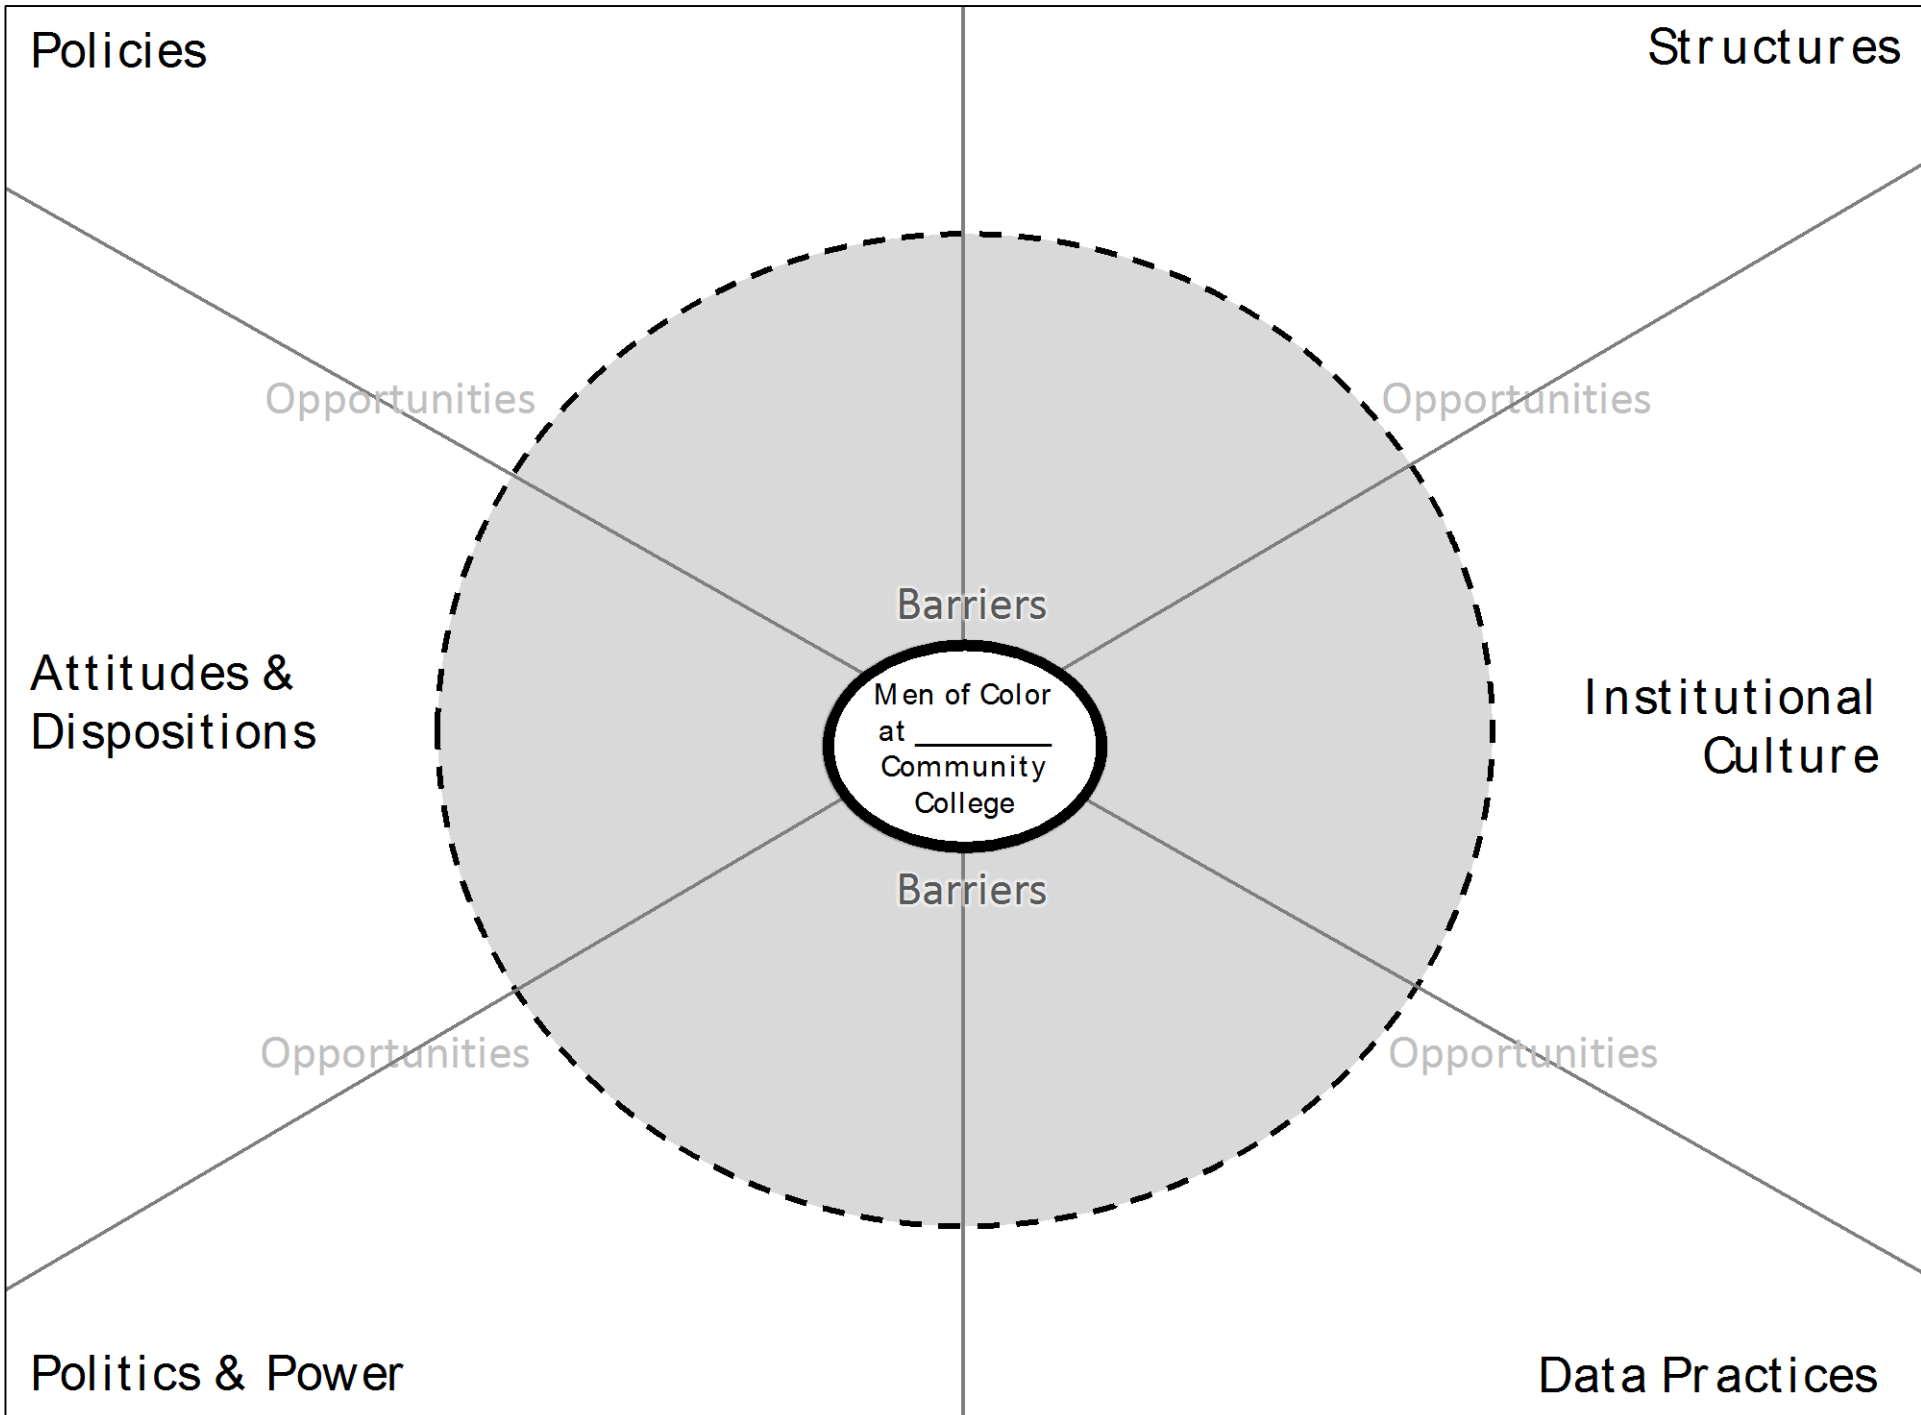 Policies
Structures
Opportunities
Opportunities
Barriers
Attitudes &
Dispositions
Men of Color
at __________
Community
College
Institutional
Culture
Barriers
Opportunities
Opportunities
Politics & Power
Data Practices